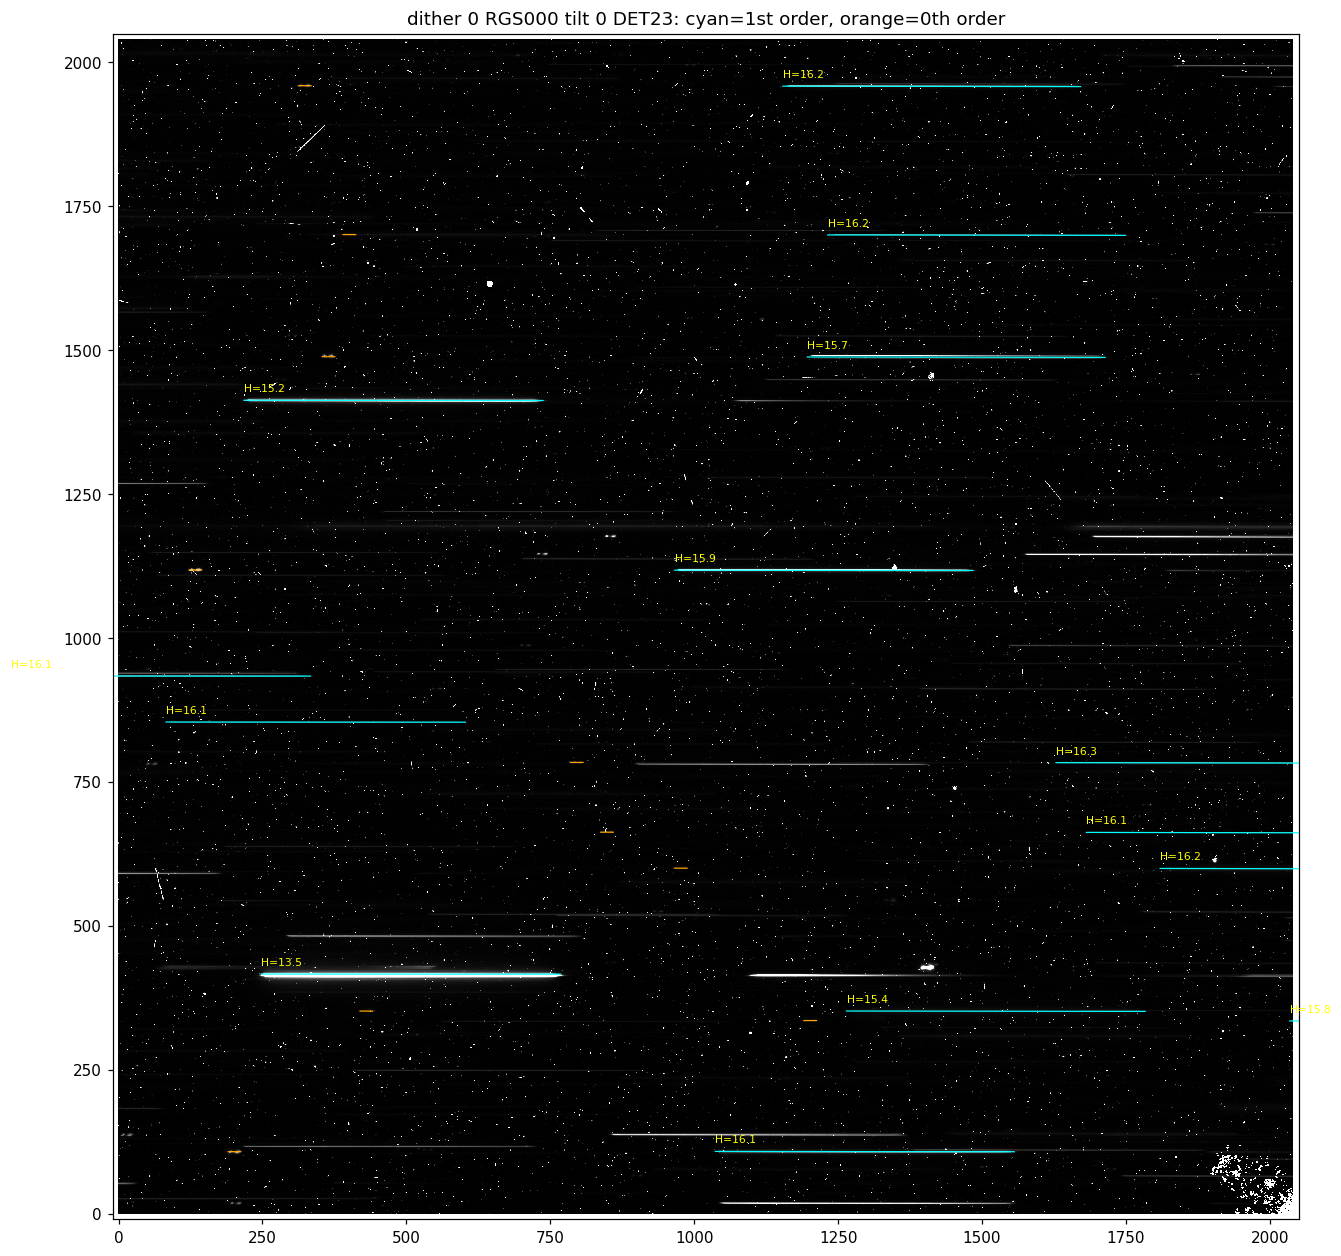 dither 0 RGS000 tilt 0 DET23: cyan=1st order, orange=0th order
2000
H=16.2
1750
H=16.2
1500
H=15.7
H=15.2
1250
H=15.9
1000
H=16.1
H=16.1
750
H=16.3
H=16.1
H=16.2
500
H=13.5
H=15.4
H=15.8
250
H=16.1
0
0 250 500 750 1000 1250 1500 1750 2000